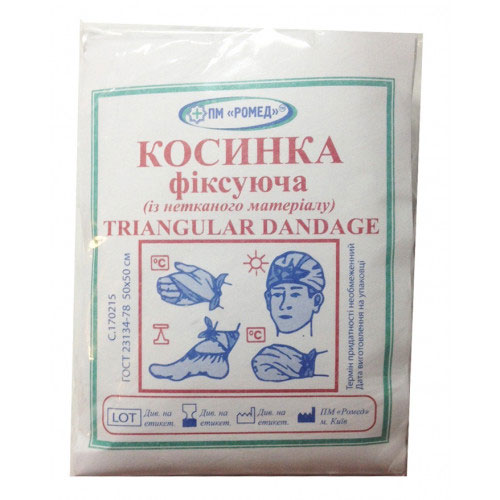 ПМ «РОМЕД»®
КОСИНКА
фіксуюча
(із нетканого матеріалу)
TRIANGULAR DANDAGE
°C
°C
С.170215
ГОСТ 23134-78 50х50 см
Термін придатності необмеженний
Дата виготовлення на упаковці
LOT
Див. на
етикет.
Див. на
етикет.
Див. на
етикет.
ПМ «Ромед»
м. Київ